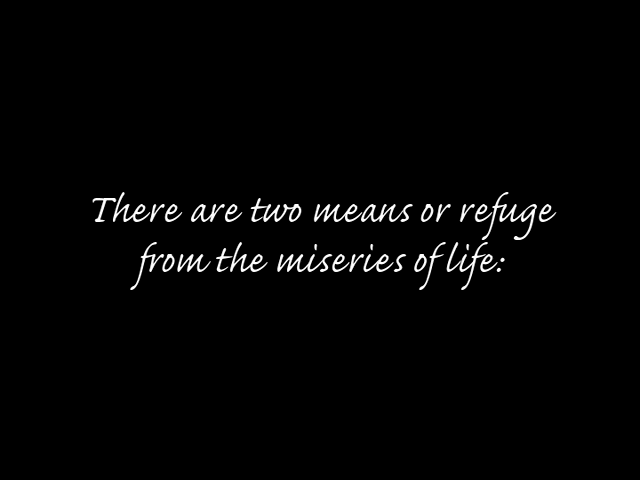 There are two means or refuge
from the miseries of life: